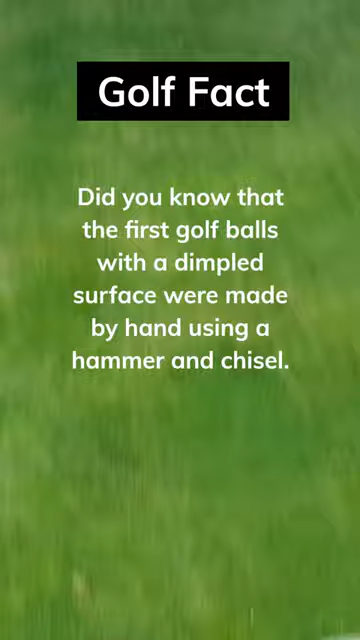 Golf Fact
Did you know that
the first golf balls
with a dimpled
surface were made
by hand using a
hammer and chisel.